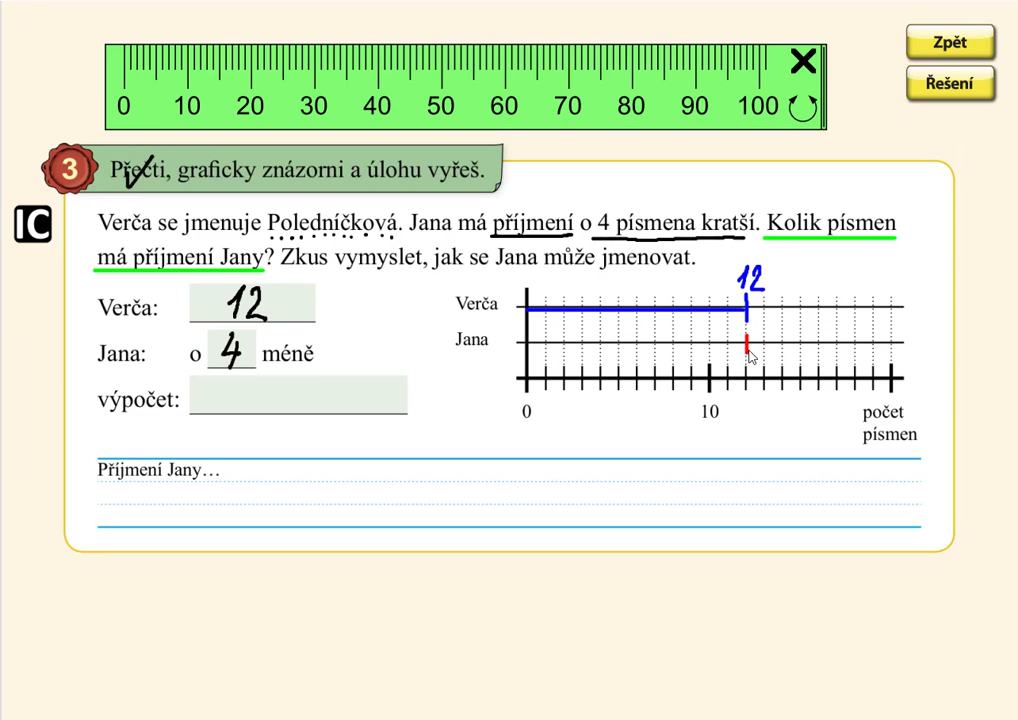 Zpět
Řešení
0 10 20 30 40 50 60 70 80 90 100
3 Přečti, graficky znázorni a úlohu vyřeš.
IC
Verča se jmenuje Poledníčková. Jana má příjmení o 4 písmena kratší. Kolik písmen
má příjmení Jany? Zkus vymyslet, jak se Jana může jmenovat.
12
Verča: 12
Verča
Jana
Jana: o 4 méně
výpočet:
0 10 počet
písmen
Příjmení Jany…